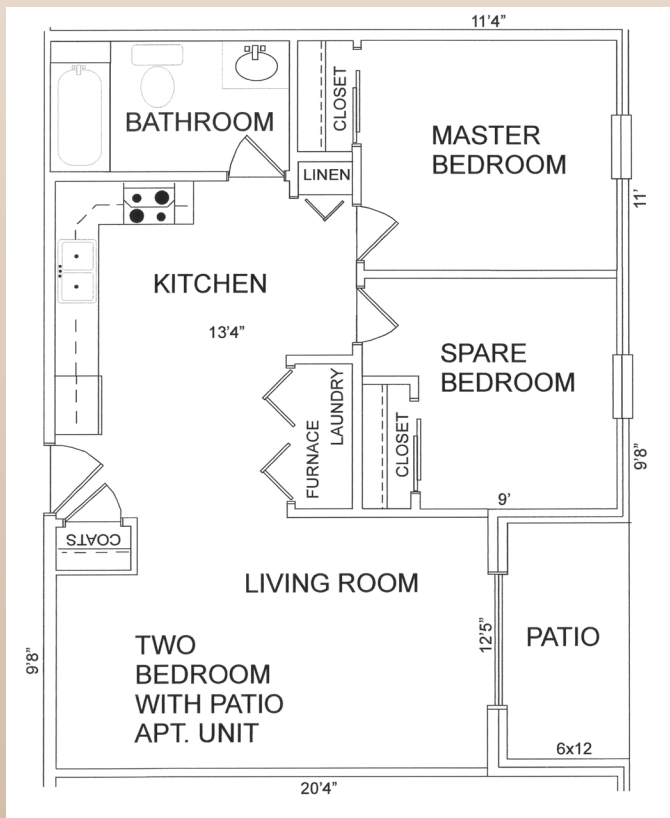 11'4"
BATHROOM
CLOSET
MASTER
BEDROOM
LINEN
11'
KITCHEN
13'4"
SPARE
BEDROOM
LAUNDRY
FURNACE
CLOSET
9'8"
9'
COATS
LIVING ROOM
12'5"
PATIO
9'8"
TWO
BEDROOM
WITH PATIO
APT. UNIT
6x12
20'4"